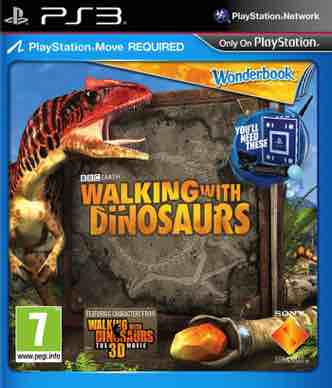 PS3
PlayStation Network
PlayStation Move REQUIRED
Only On PlayStation
Wonderbook
YOU'LL
NEED
THESE
BBC EARTH
WALKING WITH
DINOSAURS
FEATURING CHARACTERS FROM
WALKING WITH
DINOSAURS
THE 3D MOVIE
7
www.pegi.info
SONY